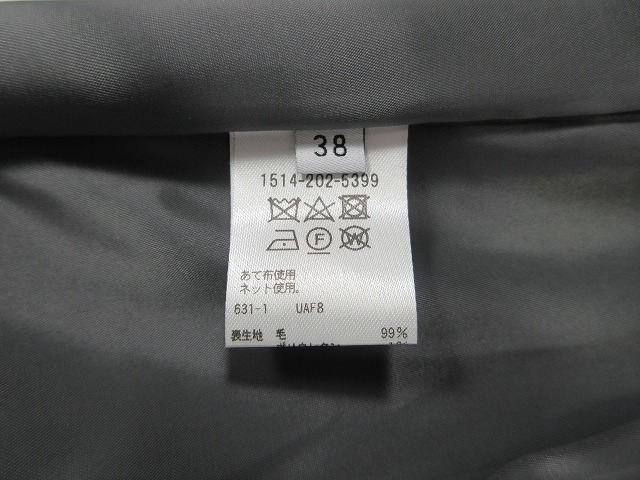 38
1514-202-5399
F W
あて布使用
ネット使用。
631-1 UAF8
表生地 毛 99%